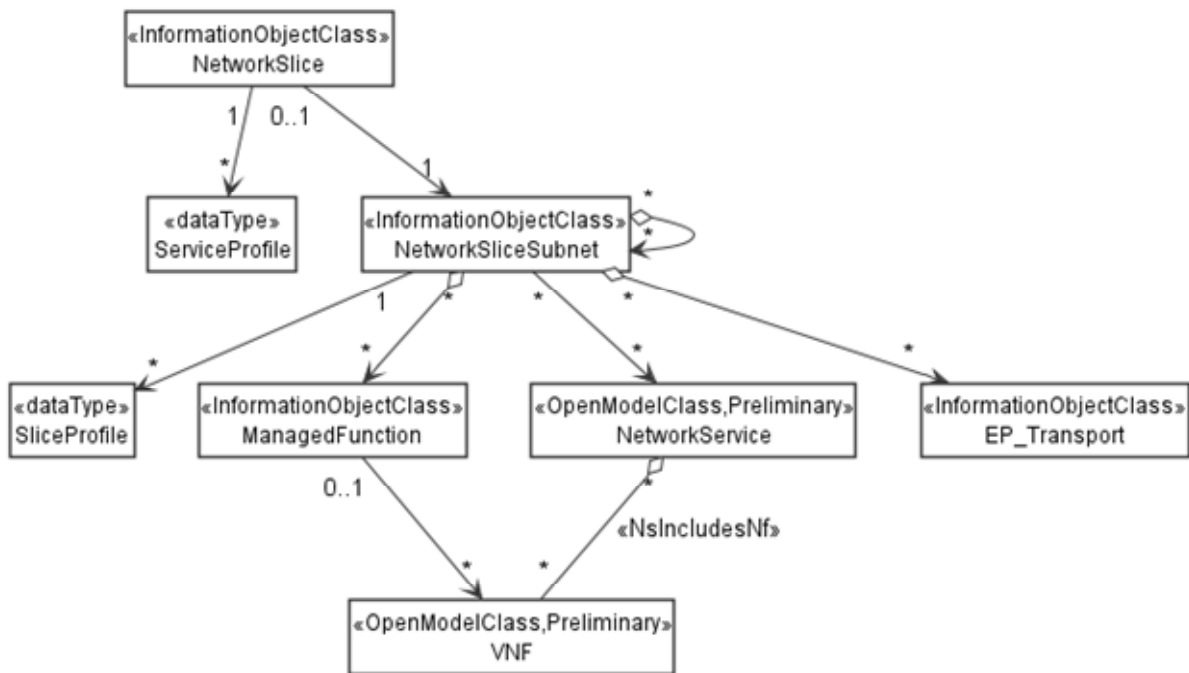 «InformationObjectClass»
NetworkSlice
1
0..1
*
1
«dataType»
ServiceProfile
«InformationObjectClass»
NetworkSliceSubnet
*
*
1
*
*
*
*
*
*
*
«dataType»
SliceProfile
«InformationObjectClass»
ManagedFunction
«OpenModelClass,Preliminary»
NetworkService
«InformationObjectClass»
EP_Transport
0..1
*
«NsIncludesNf»
*
*
«OpenModelClass,Preliminary»
VNF